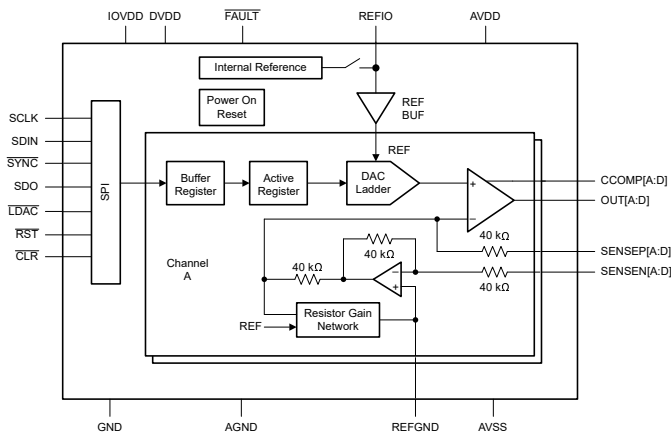 IOVDD DVDD FAULT REFIO AVDD
Internal Reference
Power On
Reset
REF
BUF
SCLK
SDIN
SYNC
SDO
LDAC
RST
CLR
SPI
REF
Buffer
Register
Active
Register
DAC
Ladder
+
−
CCOMP[A:D]
OUT[A:D]
SENSEP[A:D]
SENSEN[A:D]
40 kΩ
40 kΩ
40 kΩ
40 kΩ
−
+
Channel
A
Resistor Gain
Network
REF
GND AGND REFGND AVSS